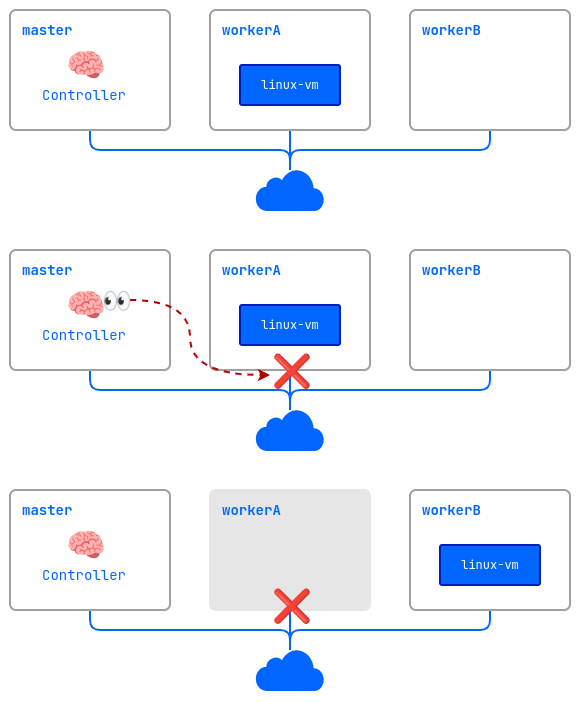 master
workerA
workerB
linux-vm
Controller
master
workerA
workerB
linux-vm
Controller
master
workerA
workerB
linux-vm
Controller